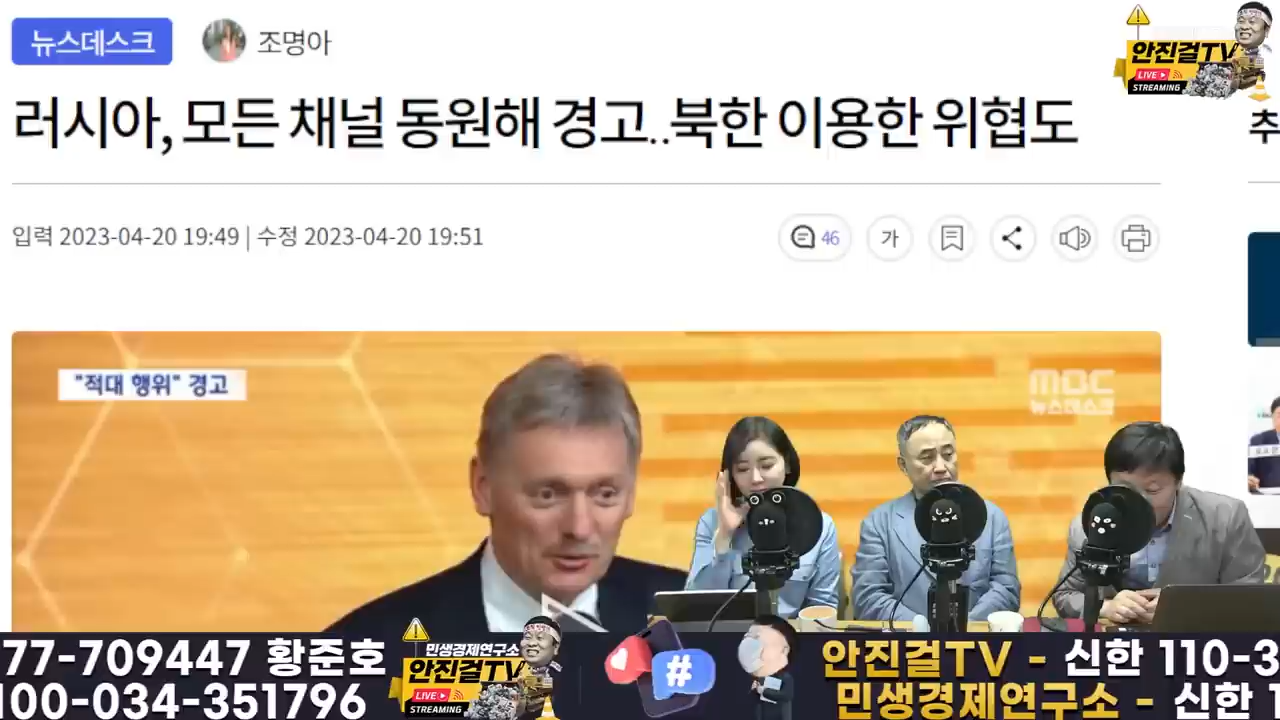 뉴스데스크
조명아
안진걸TV
LIVE
STREAMING
러시아, 모든 채널 동원해 경고..북한 이용한 위협도
추
입력 2023-04-20 19:49 | 수정 2023-04-20 19:51
46
가
"적대 행위" 경고
MBC
뉴스데스크
77-709447 황준호
100-034-351796
민생경제연구소
안진걸TV
LIVE
STREAMING
#
안진걸TV - 신한 110-3
민생경제연구소 - 신한 1